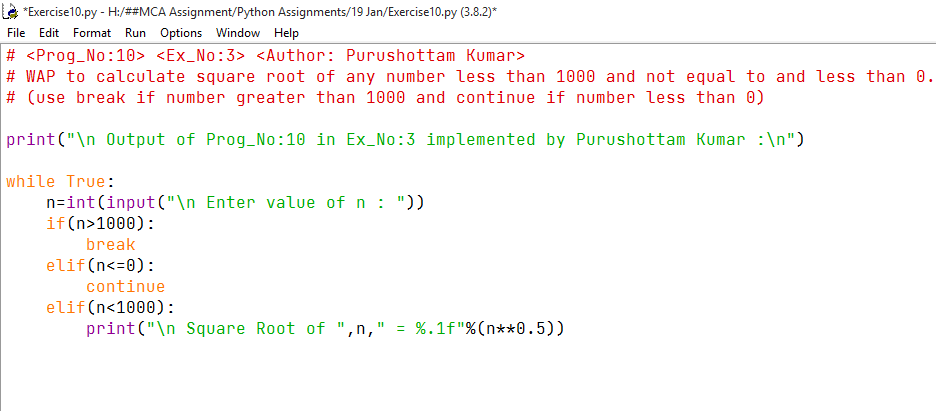 *Exercise10.py - H:/##MCA Assignment/Python Assignments/19 Jan/Exercise10.py (3.8.2)*
File Edit Format Run Options Window Help
# <Prog_No:10> <Ex_No:3> <Author: Purushottam Kumar>
# WAP to calculate square root of any number less than 1000 and not equal to and less than 0.
# (use break if number greater than 1000 and continue if number less than 0)
print("\n Output of Prog_No:10 in Ex_No:3 implemented by Purushottam Kumar :\n")
while True:
    n=int(input("\n Enter value of n : "))
    if(n>1000):
        break
    elif(n<=0):
        continue
    elif(n<1000):
        print("\n Square Root of ",n," = %.1f"%(n**0.5))